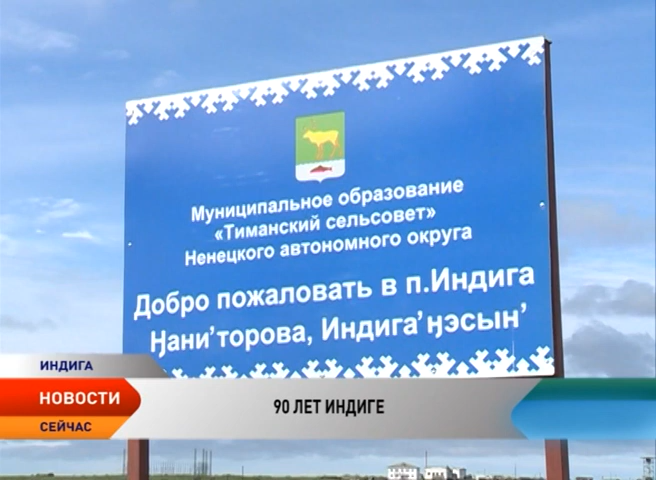 Муниципальное образование
«Тиманский сельсовет»
Ненецкого автономного округа
Добро пожаловать в п.Индига
Ӈани’торова, Индига’ӈэсын’
ИНДИГА
НОВОСТИ
90 ЛЕТ ИНДИГЕ
СЕЙЧАС